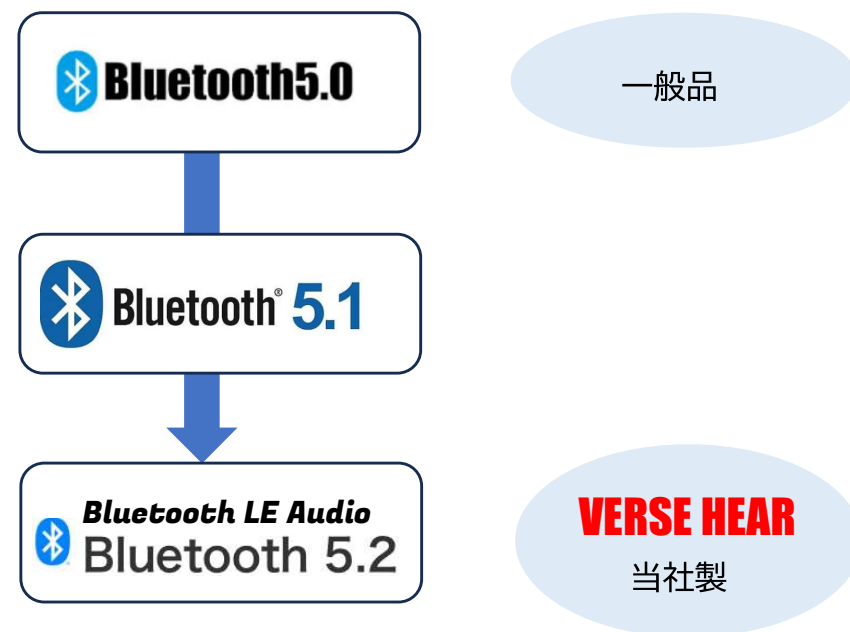 Bluetooth5.0
一般品
Bluetooth® 5.1
Bluetooth LE Audio
Bluetooth 5.2
VERSE HEAR
当社製